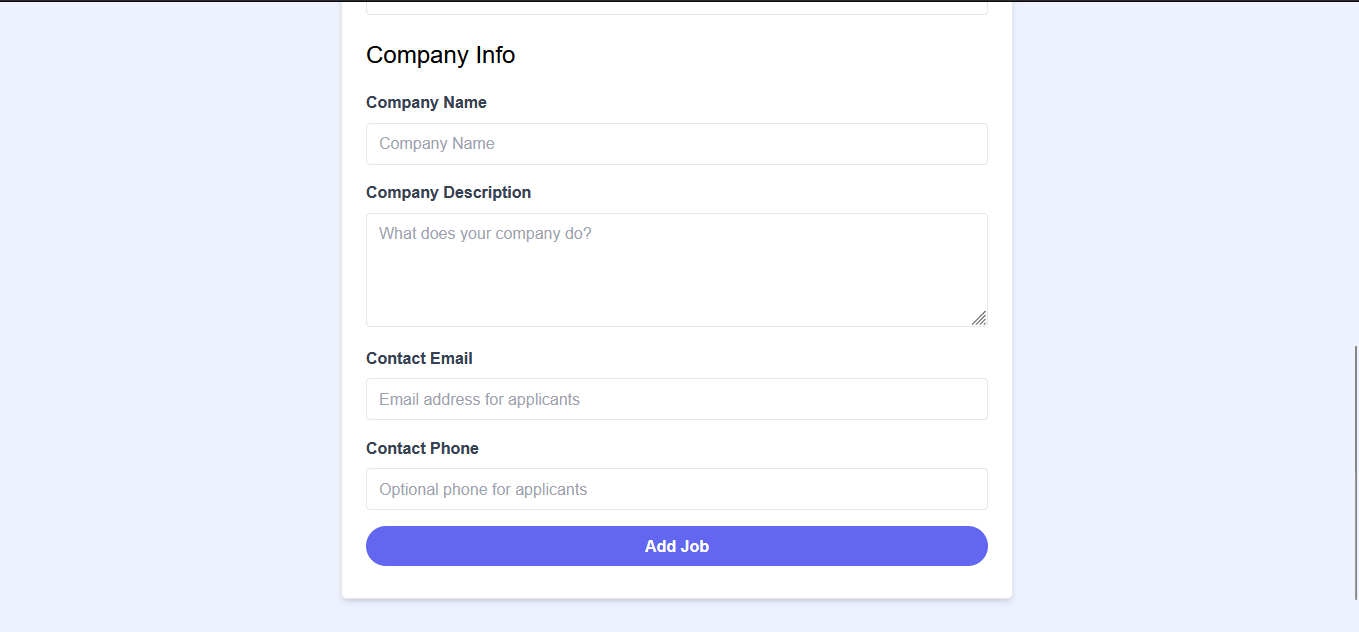 Company Info
Company Name
Company Name
Company Description
What does your company do?
Contact Email
Email address for applicants
Contact Phone
Optional phone for applicants
Add Job